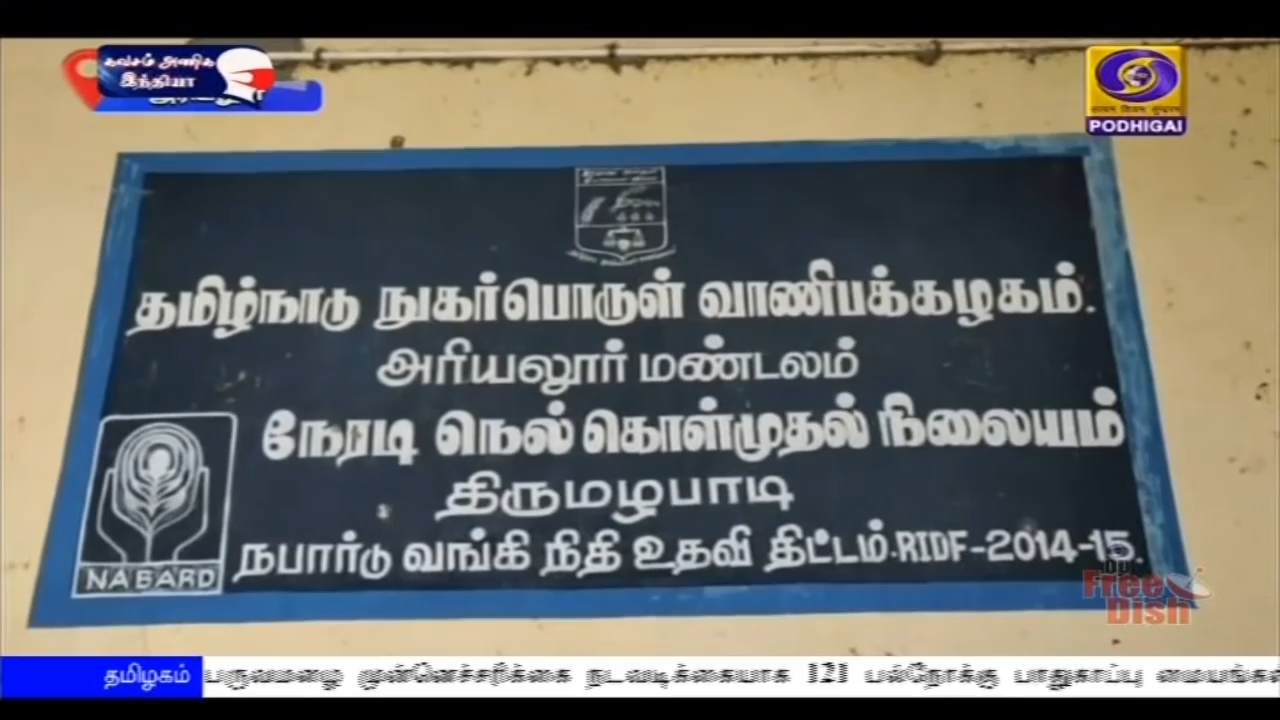 கவசம் அணிக
இந்தியா
PODHIGAI
தமிழ்நாடு நுகர்பொருள் வாணிபக்கழகம்.
அரியலூர் மண்டலம்
நேரடி நெல் கொள்முதல் நிலையம்
திருமழபாடி
NABARD
நபார்டு வங்கி நிதி உதவி திட்டம்.RIDF-2014-15.
by
Free
Dish
தமிழகம் பருவமழை முன்னெச்சரிக்கை நடவடிக்கையாக 121 பல்நோக்கு பாதுகாப்பு மையங்கள்